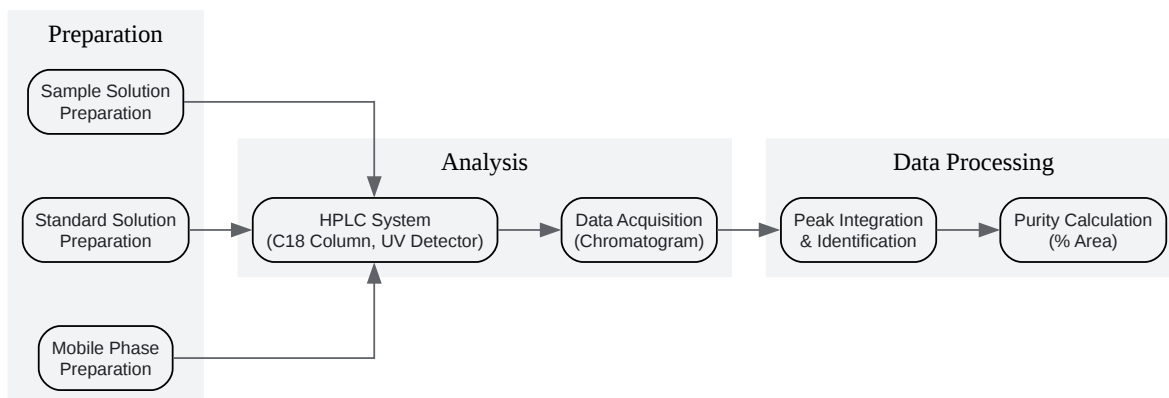 Preparation
Sample Solution
Preparation
Standard Solution
Preparation
Mobile Phase
Preparation
Analysis
HPLC System
(C18 Column, UV Detector)
Data Acquisition
(Chromatogram)
Data Processing
Peak Integration
& Identification
Purity Calculation
(% Area)